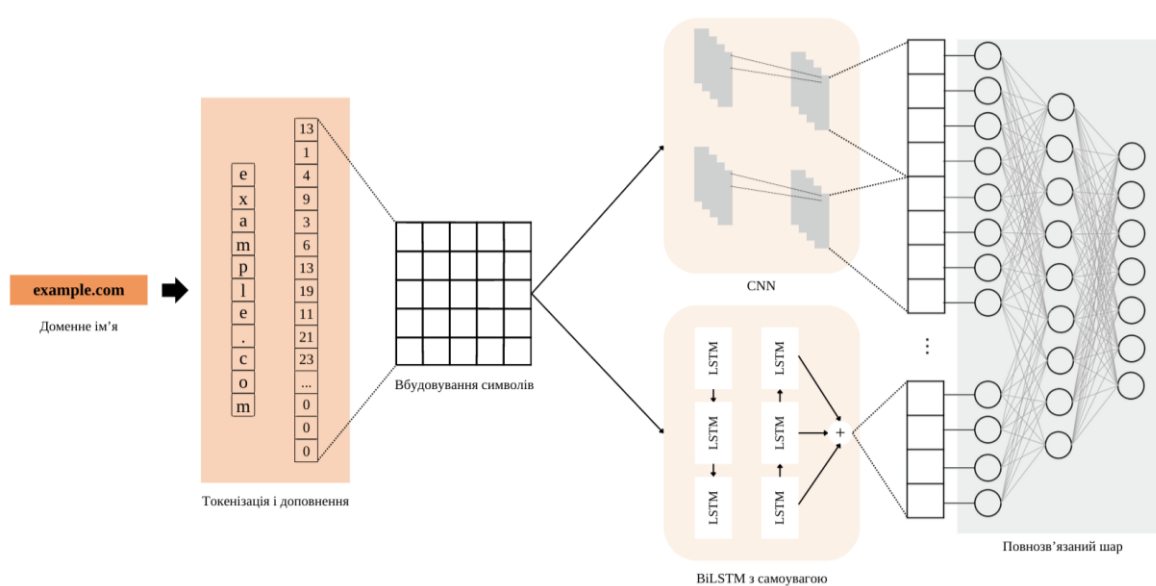 example.com
Доменне ім’я
e
x
a
m
p
l
e
.
c
o
m
13
1
4
9
3
6
13
19
11
21
23
...
0
0
0
Токенізація і доповнення
Вбудовування символів
CNN
LSTM
LSTM
LSTM
LSTM
LSTM
LSTM
+
BiLSTM з самоувагою
...
Повнозв’язаний шар